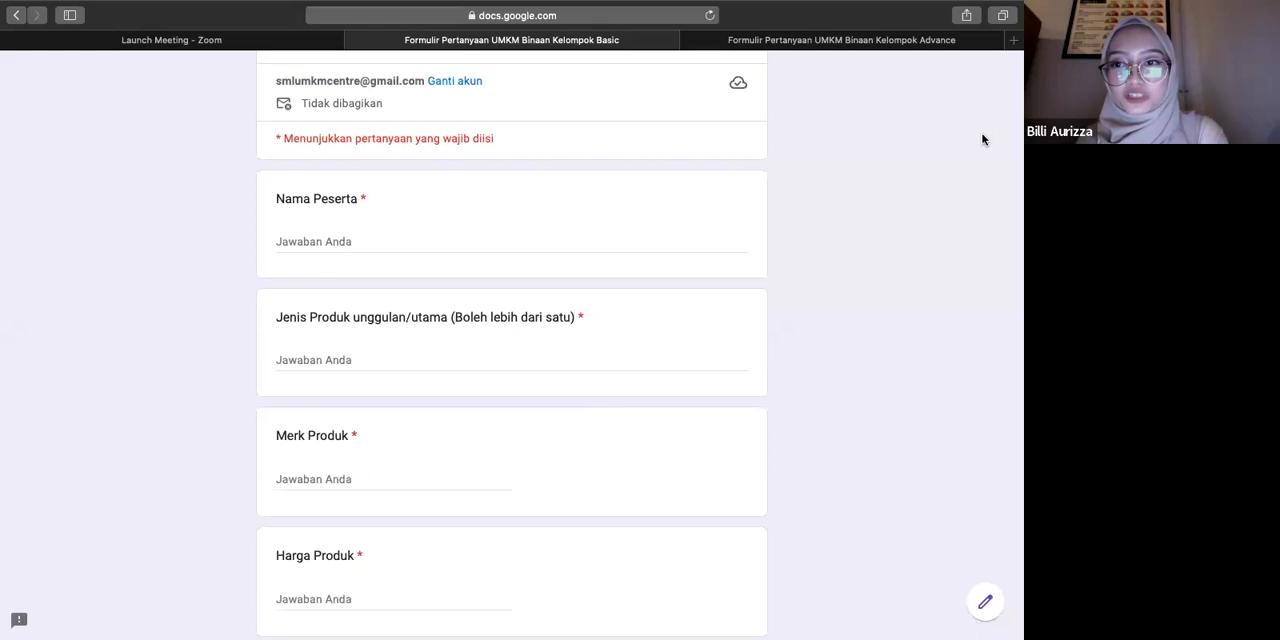 docs.google.com
Launch Meeting - Zoom
Formulir Pertanyaan UMKM Binaan Kelompok Basic
Formulir Pertanyaan UMKM Binaan Kelompok Advance
smlumkmcentre@gmail.com Ganti akun
Tidak dibagikan
* Menunjukkan pertanyaan yang wajib diisi
Nama Peserta *
Jawaban Anda
Jenis Produk unggulan/utama (Boleh lebih dari satu) *
Jawaban Anda
Merk Produk *
Jawaban Anda
Harga Produk *
Jawaban Anda
Billi Aurizza